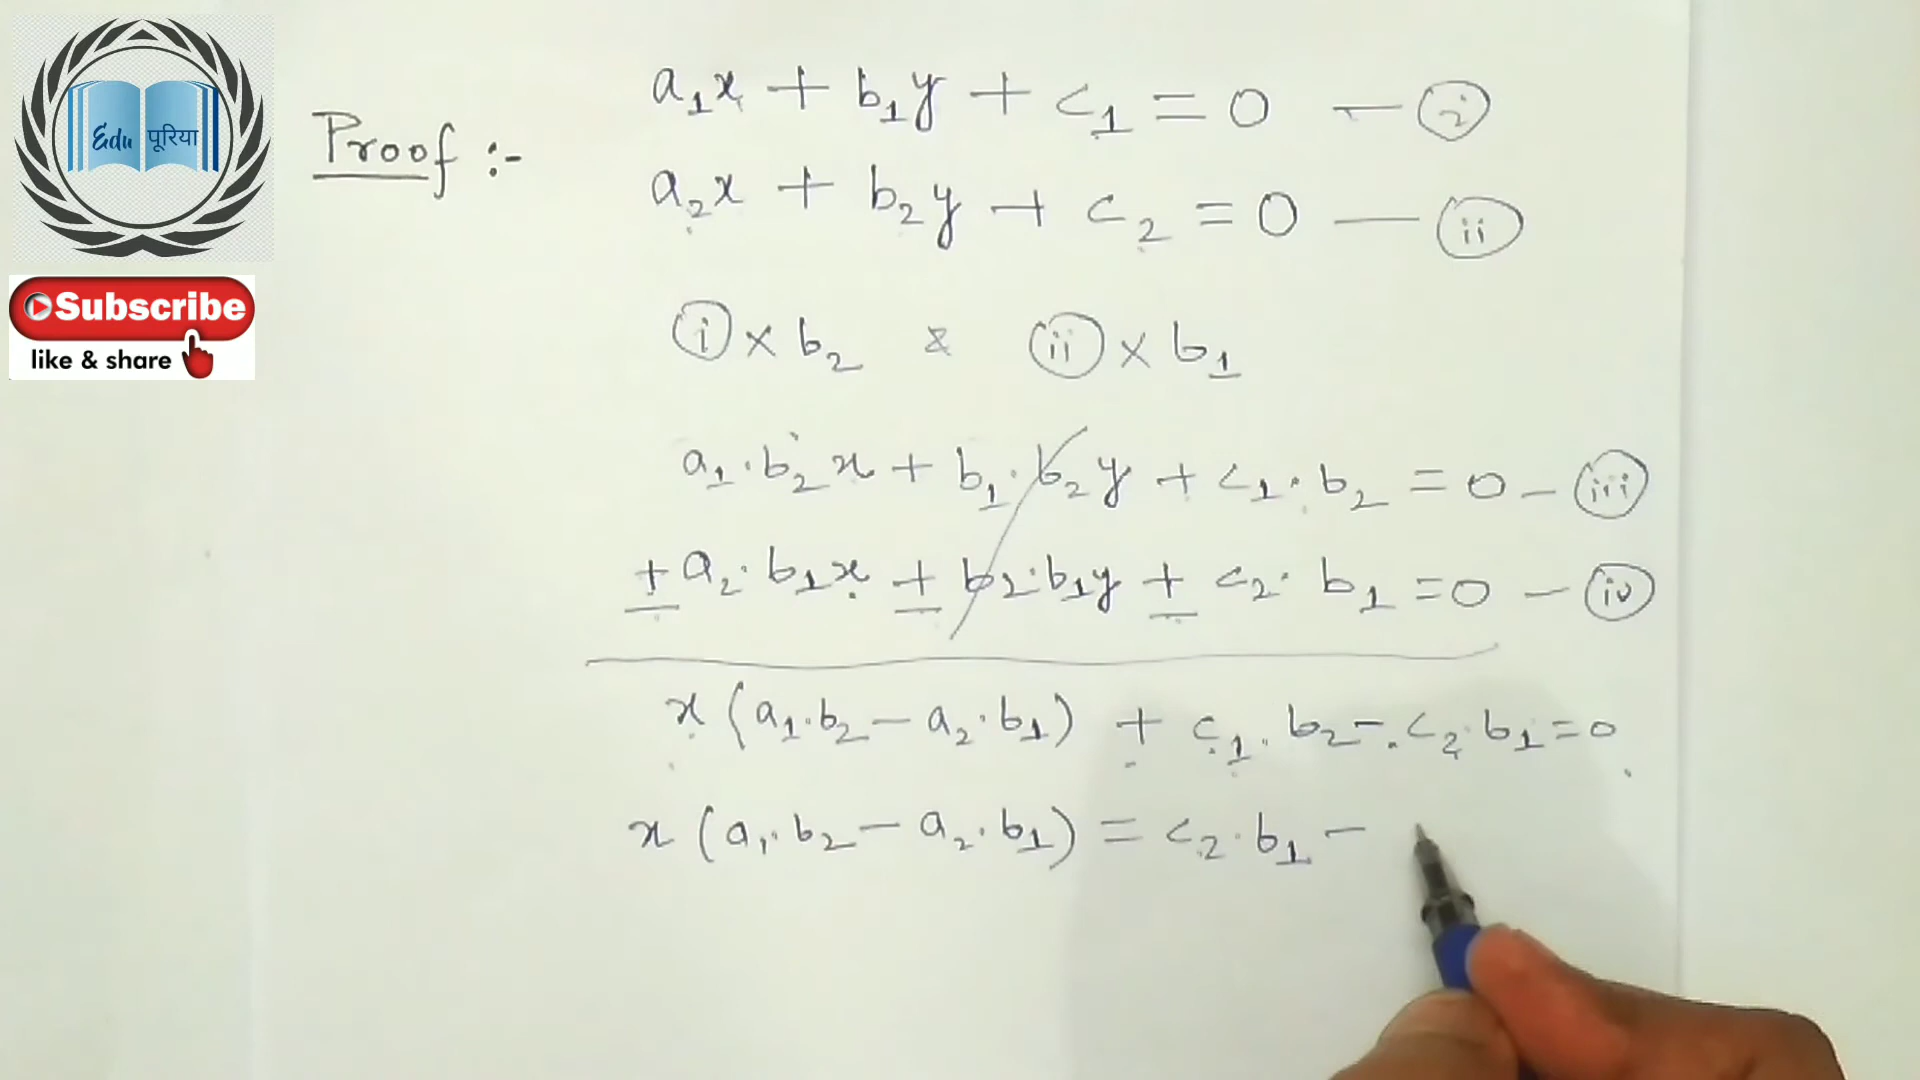 Edu पूरिया
Subscribe
like & share
Proof :-
a₁x + b₁y + c₁ = 0 — (i)
a₂x + b₂y + c₂ = 0 — (ii)
(i) × b₂ & (ii) × b₁
a₁·b₂x + b₁·b₂y + c₁·b₂ = 0 — (iii)
+ a₂·b₁x + b₂·b₁y + c₂·b₁ = 0 — (iv)
x (a₁·b₂ – a₂·b₁) + c₁·b₂ – c₂·b₁ = 0
x (a₁·b₂ – a₂·b₁) = c₂·b₁ –